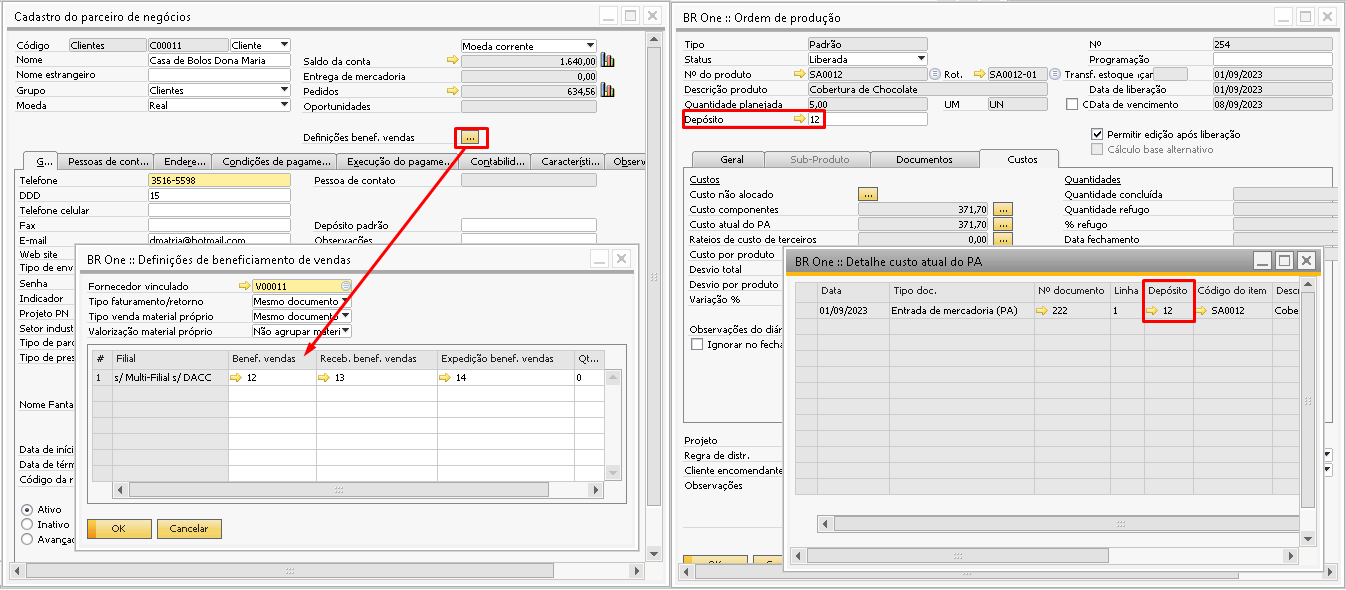 Cadastro do parceiro de negócios
Código Clientes C00011 Cliente
Nome Casa de Bolos Dona Maria
Nome estrangeiro
Grupo Clientes
Moeda Real
Moeda corrente
Saldo da conta 1.640,00
Entrega de mercadoria 0,00
Pedidos 634,56
Oportunidades
Definições benef. vendas ...
G... Pessoas de cont... Endere... Condições de pagame... Execução do pagame... Contabilid... Característi... Observ
Telefone 3516-5598
DDD 15
Telefone celular
Fax
E-mail dmatria@hotmail.com
Web site
Tipo de env
Senha
Indicador
Projeto PN
Setor indust
Tipo de parc
Tipo de pres
Nome Fanta
Data de iníci
Data de térm
Código da r
Ativo
Inativo
Avançad
Pessoa de contato
Depósito padrão
Observações
BR One :: Definições de beneficiamento de vendas
Fornecedor vinculado V00011
Tipo faturamento/retorno Mesmo documento
Tipo venda material próprio Mesmo documento
Valorização material próprio Não agrupar materi
# Filial Benef. vendas Receb. benef. vendas Expedição benef. vendas Qt...
1 s/ Multi-Filial s/ DACC 12 13 14 0
OK Cancelar
BR One :: Ordem de produção
Tipo Padrão
Status Liberada
Nº do produto SA0012 Rot. SA0012-01
Descrição produto Cobertura de Chocolate
Quantidade planejada 5,00 UM UN
Depósito 12
Nº 254
Programação
Transf. estoque içar 01/09/2023
Data de liberação 01/09/2023
CData de vencimento 08/09/2023
Permitir edição após liberação
Cálculo base alternativo
Geral Sub-Produto Documentos Custos
Custos
Custo não alocado ...
Custo componentes 371,70 ...
Custo atual do PA 371,70 ...
Rateios de custo de terceiros 0,00 ...
Custo por produto
Desvio total
Desvio por produto
Variação %
Observações do diár
Ignorar no fecha
Quantidades
Quantidade concluída
Quantidade refugo
% refugo
Data fechamento
Projeto
Regra de distr.
Cliente encomendante
Observações
BR One :: Detalhe custo atual do PA
Data Tipo doc. Nº documento Linha Depósito Código do item Descr
01/09/2023 Entrada de mercadoria (PA) 222 1 12 SA0012 Cobe